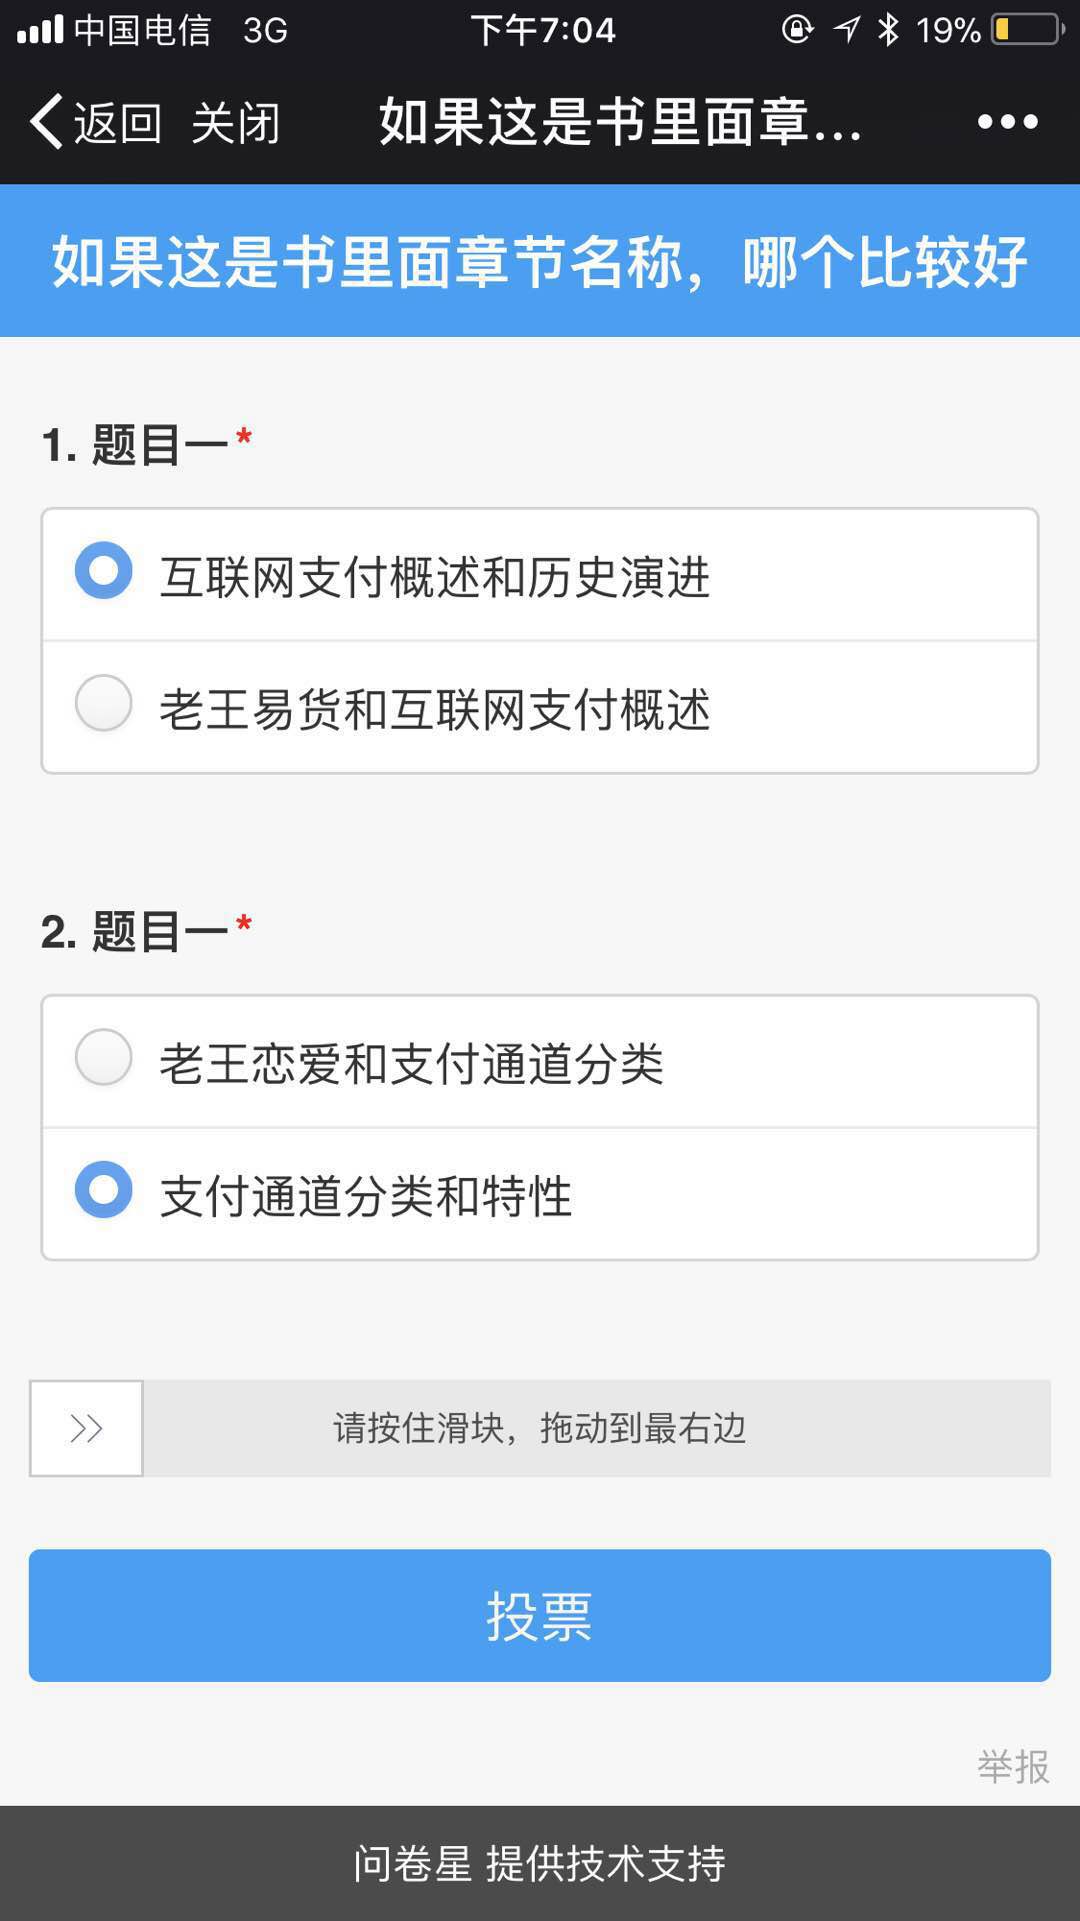 中国电信 3G 下午7:04 19%
返回 关闭 如果这是书里面章...
如果这是书里面章节名称，哪个比较好
1. 题目一*
互联网支付概述和历史演进
老王易货和互联网支付概述
2. 题目一*
老王恋爱和支付通道分类
支付通道分类和特性
请按住滑块，拖动到最右边
投票
举报
问卷星 提供技术支持